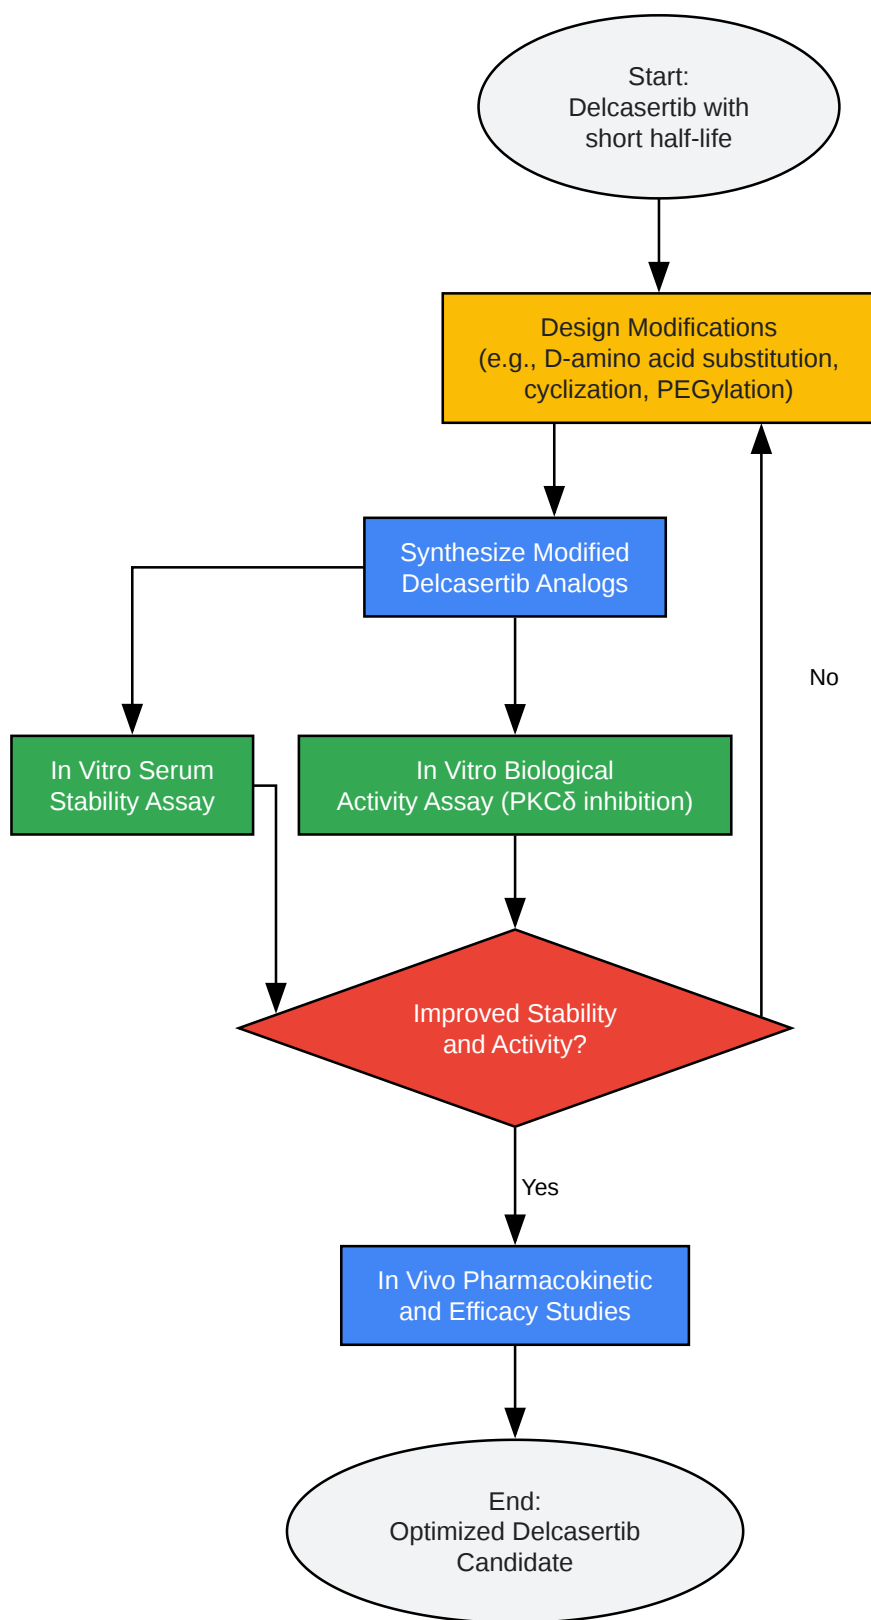 Start:
Delcasertib with
short half-life
Design Modifications
(e.g., D-amino acid substitution,
cyclization, PEGylation)
Synthesize Modified
Delcasertib Analogs
No
In Vitro Serum
Stability Assay
In Vitro Biological
Activity Assay (PKCδ inhibition)
Improved Stability
and Activity?
Yes
In Vivo Pharmacokinetic
and Efficacy Studies
End:
Optimized Delcasertib
Candidate